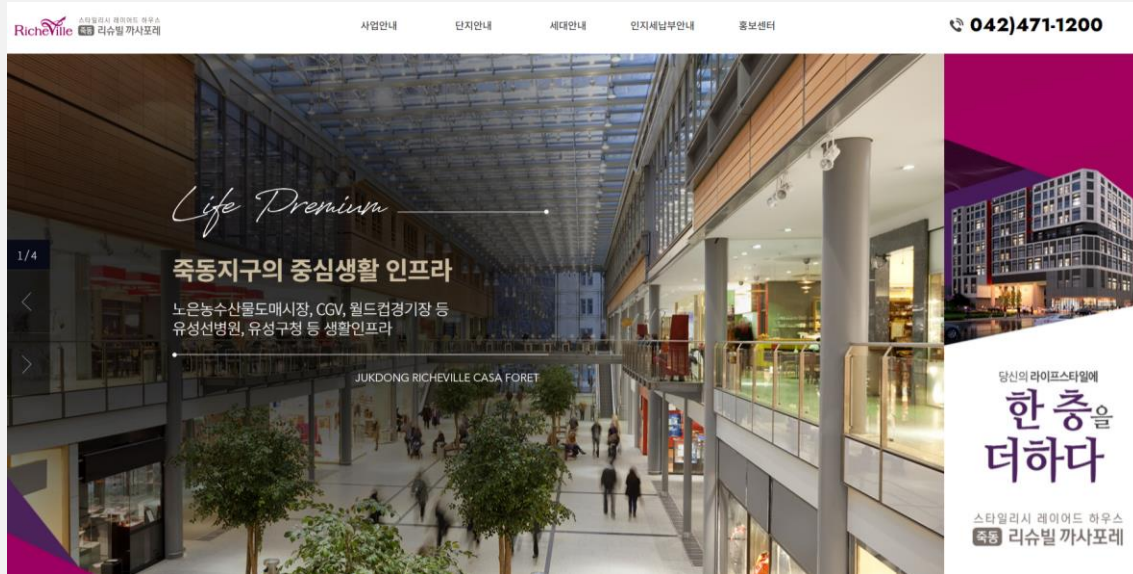 RicheVille
스타일리시 레이어드 하우스
죽동 리슈빌 까사포레
사업안내
단지안내
세대안내
인지세납부안내
홍보센터
042)471-1200
1/4
Life Premium
죽동지구의 중심생활 인프라
노은농수산물도매시장, CGV, 월드컵경기장 등
유성선병원, 유성구청 등 생활인프라
JUKDONG RICHEVILLE CASA FORET
당신의 라이프스타일에
한 층을
더하다
스타일리시 레이어드 하우스
죽동 리슈빌 까사포레